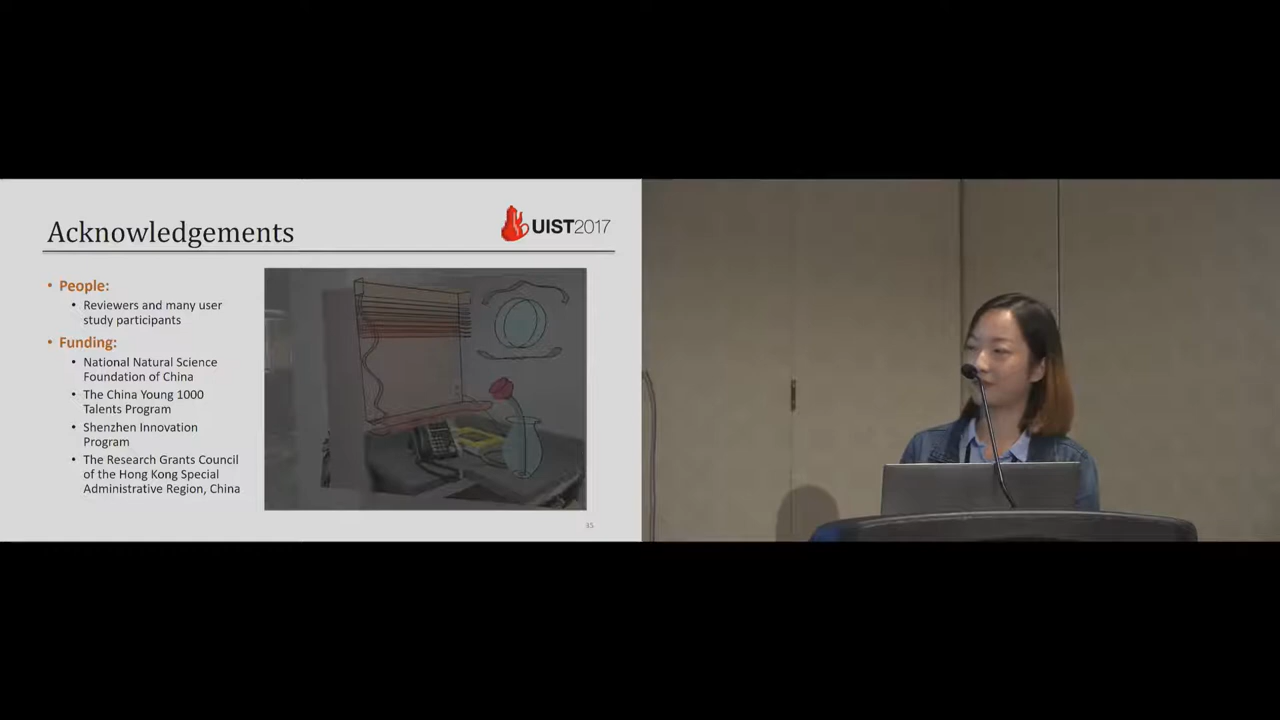 Acknowledgements
UIST2017
• People:
• Reviewers and many user
study participants
• Funding:
• National Natural Science
Foundation of China
• The China Young 1000
Talents Program
• Shenzhen Innovation
Program
• The Research Grants Council
of the Hong Kong Special
Administrative Region, China
35